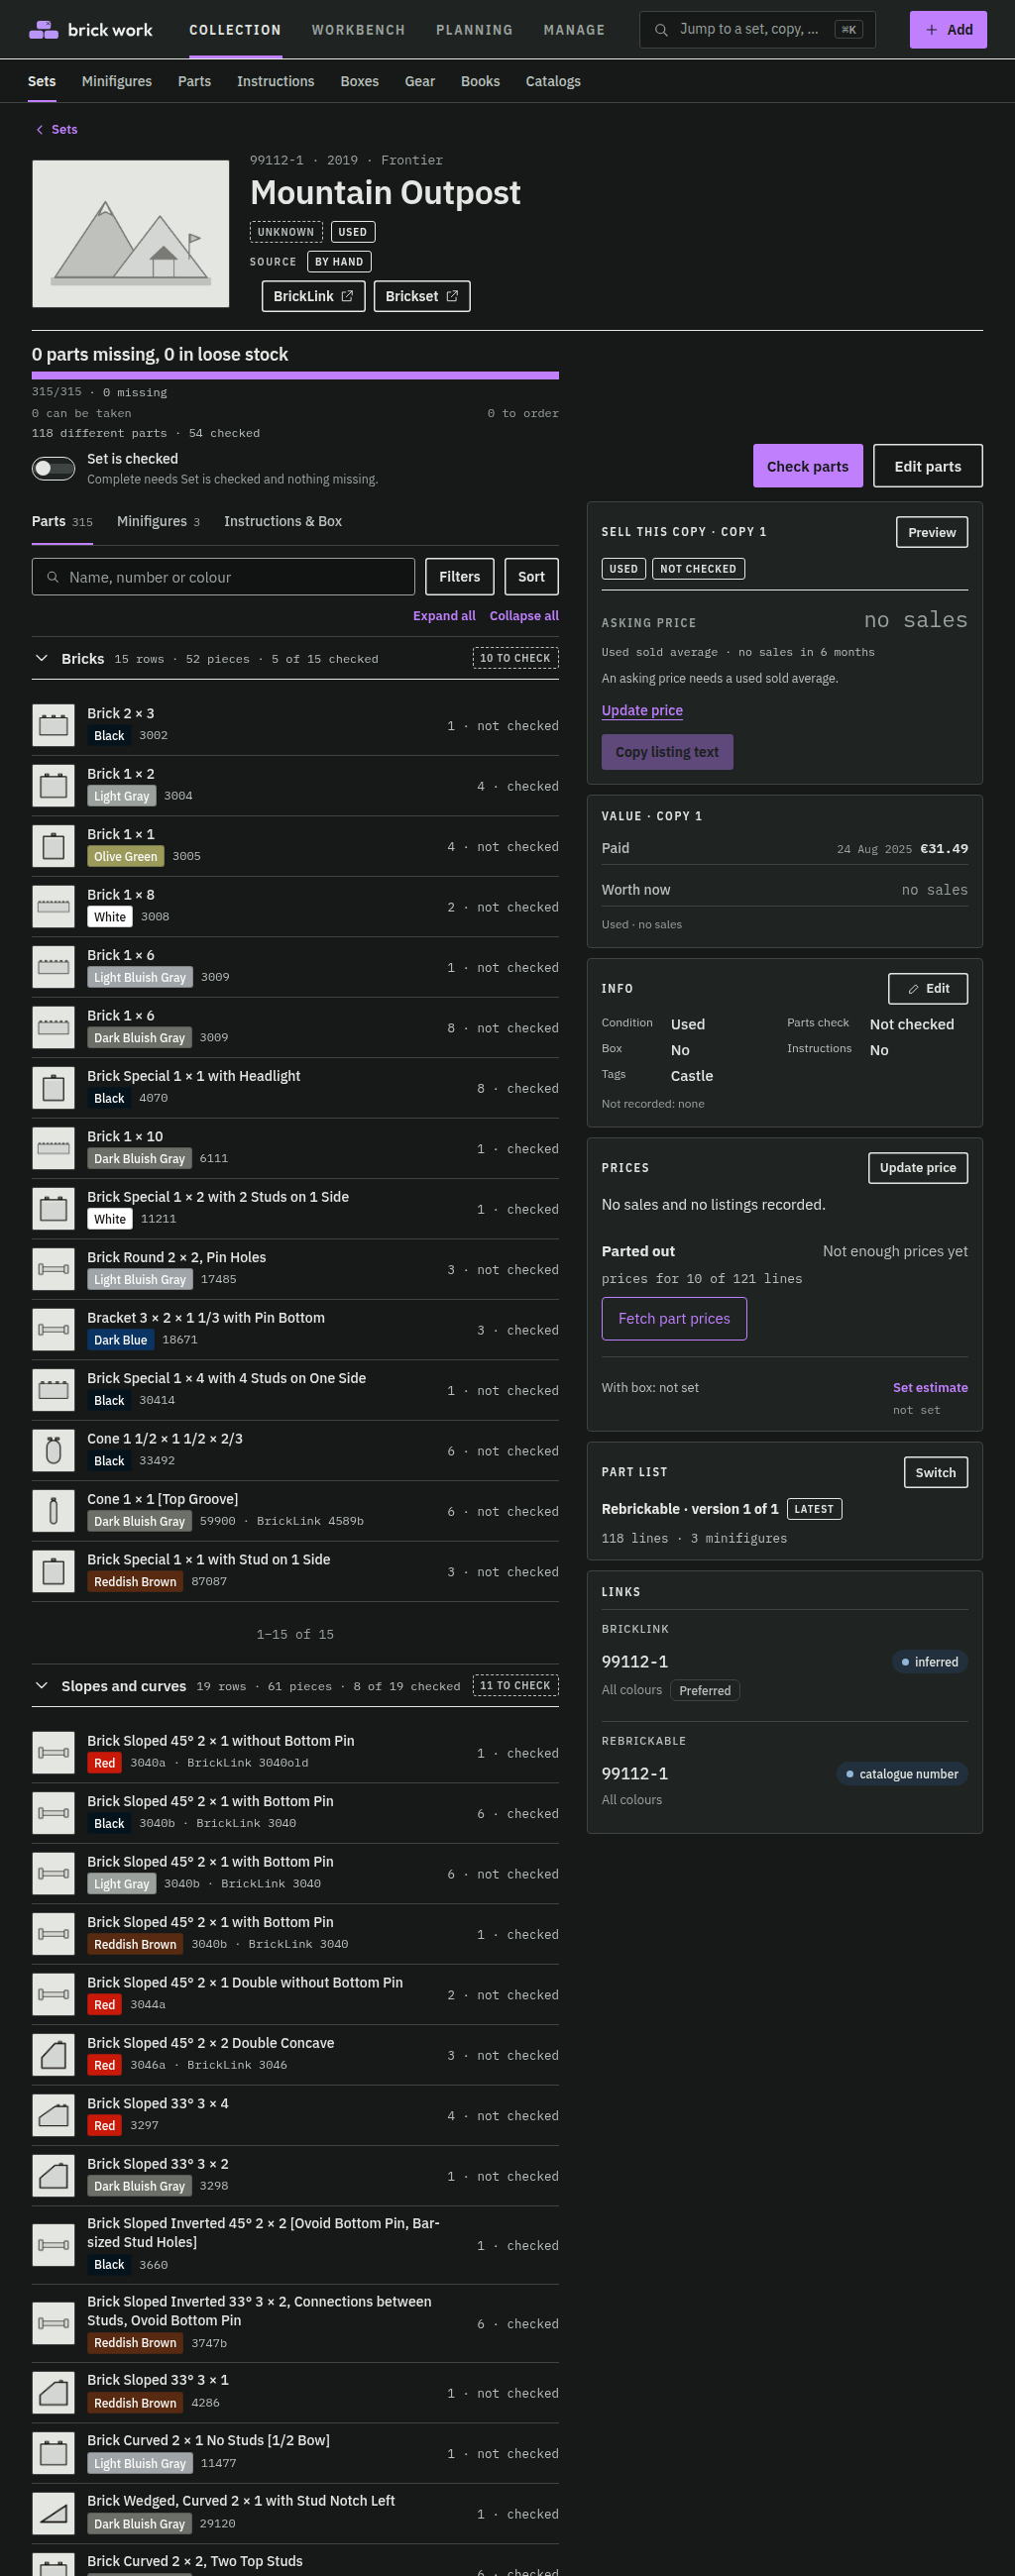 brick work
COLLECTION WORKBENCH PLANNING MANAGE
Jump to a set, copy, ... ⌘K
+ Add
Sets Minifigures Parts Instructions Boxes Gear Books Catalogs
Sets
99112-1 · 2019 · Frontier
Mountain Outpost
UNKNOWN USED
SOURCE BY HAND
BrickLink Brickset
0 parts missing, 0 in loose stock
315/315 · 0 missing
0 can be taken 0 to order
118 different parts · 54 checked
Set is checked
Complete needs Set is checked and nothing missing.
Check parts Edit parts
Parts 315 Minifigures 3 Instructions & Box
Name, number or colour
Filters Sort
Expand all Collapse all
Bricks 15 rows · 52 pieces · 5 of 15 checked 10 TO CHECK
Brick 2 × 3
Black 3002
1 · not checked
Brick 1 × 2
Light Gray 3004
4 · checked
Brick 1 × 1
Olive Green 3005
4 · not checked
Brick 1 × 8
White 3008
2 · not checked
Brick 1 × 6
Light Bluish Gray 3009
1 · not checked
Brick 1 × 6
Dark Bluish Gray 3009
8 · not checked
Brick Special 1 × 1 with Headlight
Black 4070
8 · checked
Brick 1 × 10
Dark Bluish Gray 6111
1 · checked
Brick Special 1 × 2 with 2 Studs on 1 Side
White 11211
1 · checked
Brick Round 2 × 2, Pin Holes
Light Bluish Gray 17485
3 · not checked
Bracket 3 × 2 × 1 1/3 with Pin Bottom
Dark Blue 18671
3 · checked
Brick Special 1 × 4 with 4 Studs on One Side
Black 30414
1 · not checked
Cone 1 1/2 × 1 1/2 × 2/3
Black 33492
6 · not checked
Cone 1 × 1 [Top Groove]
Dark Bluish Gray 59900 · BrickLink 4589b
6 · not checked
Brick Special 1 × 1 with Stud on 1 Side
Reddish Brown 87087
3 · not checked
1–15 of 15
Slopes and curves 19 rows · 61 pieces · 8 of 19 checked 11 TO CHECK
Brick Sloped 45° 2 × 1 without Bottom Pin
Red 3040a · BrickLink 3040old
1 · checked
Brick Sloped 45° 2 × 1 with Bottom Pin
Black 3040b · BrickLink 3040
6 · checked
Brick Sloped 45° 2 × 1 with Bottom Pin
Light Gray 3040b · BrickLink 3040
6 · not checked
Brick Sloped 45° 2 × 1 with Bottom Pin
Reddish Brown 3040b · BrickLink 3040
1 · checked
Brick Sloped 45° 2 × 1 Double without Bottom Pin
Red 3044a
2 · not checked
Brick Sloped 45° 2 × 2 Double Concave
Red 3046a · BrickLink 3046
3 · not checked
Brick Sloped 33° 3 × 4
Red 3297
4 · not checked
Brick Sloped 33° 3 × 2
Dark Bluish Gray 3298
1 · not checked
Brick Sloped Inverted 45° 2 × 2 [Ovoid Bottom Pin, Bar-
sized Stud Holes]
Black 3660
1 · checked
Brick Sloped Inverted 33° 3 × 2, Connections between
Studs, Ovoid Bottom Pin
Reddish Brown 3747b
6 · checked
Brick Sloped 33° 3 × 1
Reddish Brown 4286
1 · not checked
Brick Curved 2 × 1 No Studs [1/2 Bow]
Light Bluish Gray 11477
1 · not checked
Brick Wedged, Curved 2 × 1 with Stud Notch Left
Dark Bluish Gray 29120
1 · checked
Brick Curved 2 × 2, Two Top Studs
6 · checked
SELL THIS COPY · COPY 1 Preview
USED NOT CHECKED
ASKING PRICE no sales
Used sold average · no sales in 6 months
An asking price needs a used sold average.
Update price
Copy listing text
VALUE · COPY 1
Paid 24 Aug 2025 €31.49
Worth now no sales
Used · no sales
INFO Edit
Condition Used Parts check Not checked
Box No Instructions No
Tags Castle
Not recorded: none
PRICES Update price
No sales and no listings recorded.
Parted out Not enough prices yet
prices for 10 of 121 lines
Fetch part prices
With box: not set Set estimate
not set
PART LIST Switch
Rebrickable · version 1 of 1 LATEST
118 lines · 3 minifigures
LINKS
BRICKLINK
99112-1 inferred
All colours Preferred
REBRICKABLE
99112-1 catalogue number
All colours